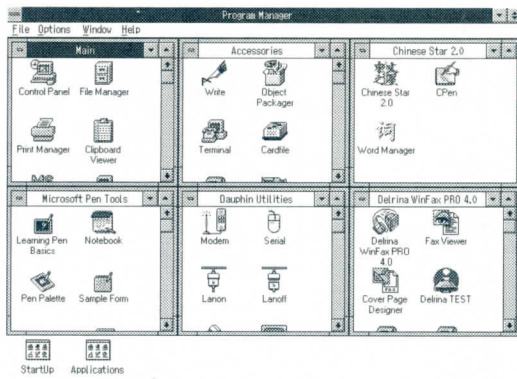 Program Manager
File Options Window Help
Main
Control Panel
File Manager
Print Manager
Clipboard
Viewer
MS
Accessories
Write
Object
Packager
Terminal
Cardfile
Chinese Star 2.0
Chinese Star
2.0
CPen
词
Word Manager
Microsoft Pen Tools
Learning Pen
Basics
Notebook
Pen Palette
Sample Form
Dauphin Utilities
Modem
Serial
Lanon
Lanoff
Delrina WinFax PRO 4.0
Delrina
WinFax PRO
4.0
Fax Viewer
FAX
Cover Page
Designer
Delrina TEST
StartUp
Applications